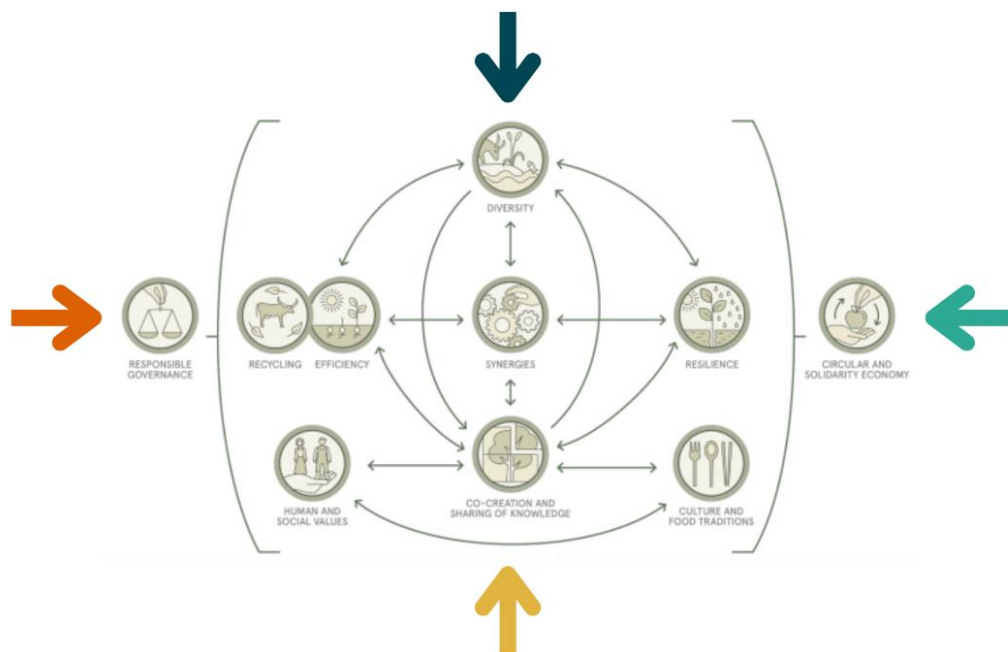 DIVERSITY
RESPONSIBLE
GOVERNANCE
RECYCLING
EFFICIENCY
SYNERGIES
RESILIENCE
CIRCULAR AND
SOLIDARITY ECONOMY
HUMAN AND
SOCIAL VALUES
CO-CREATION AND
SHARING OF KNOWLEDGE
CULTURE AND
FOOD TRADITIONS